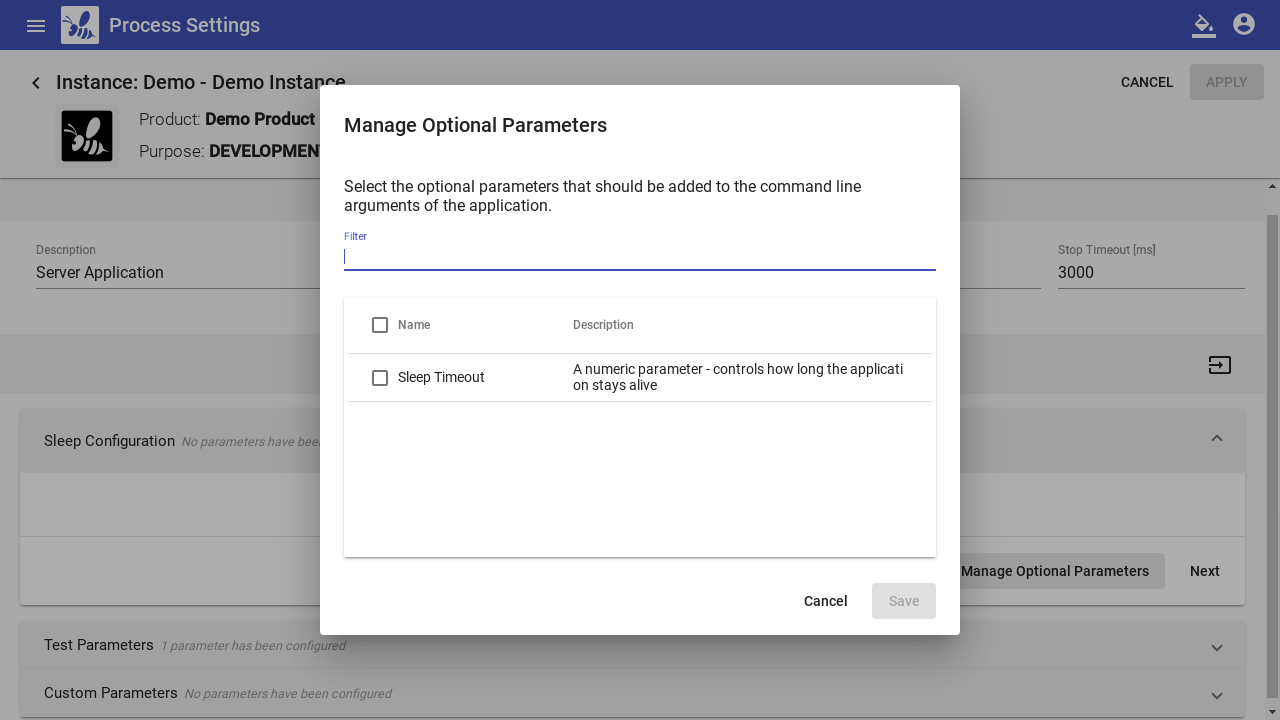 Process Settings
Instance: Demo - Demo Instance
CANCEL
APPLY
Product: Demo Product
Purpose: DEVELOPMENT
Manage Optional Parameters
Select the optional parameters that should be added to the command line
arguments of the application.
Filter
Description
Server Application
Stop Timeout [ms]
3000
Name
Description
Sleep Timeout
A numeric parameter - controls how long the applicati
on stays alive
Sleep Configuration No parameters have been
Manage Optional Parameters
Next
Cancel
Save
Test Parameters 1 parameter has been configured
Custom Parameters No parameters have been configured